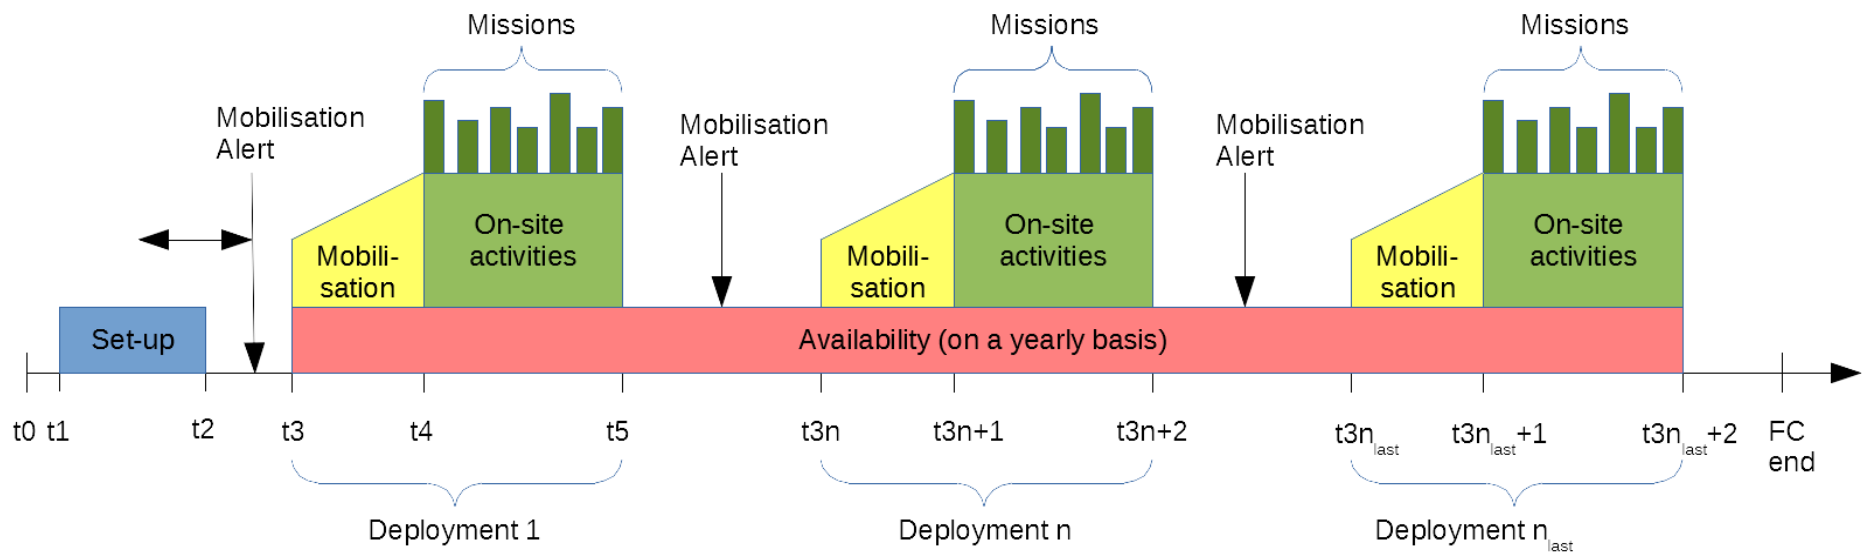 Missions
Missions
Missions
Mobilisation
Alert
Mobilisation
Alert
Mobilisation
Alert
On-site
activities
On-site
activities
On-site
activities
Mobili-
sation
Mobili-
sation
Mobili-
sation
Set-up
Availability (on a yearly basis)
t0 t1 t2 t3 t4 t5 t3n t3n+1 t3n+2 t3nlast t3nlast+1 t3nlast+2 FC
end
Deployment 1
Deployment n
Deployment nlast